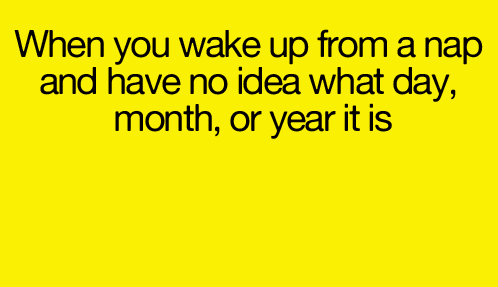 When you wake up from a nap
and have no idea what day,
month, or year it is